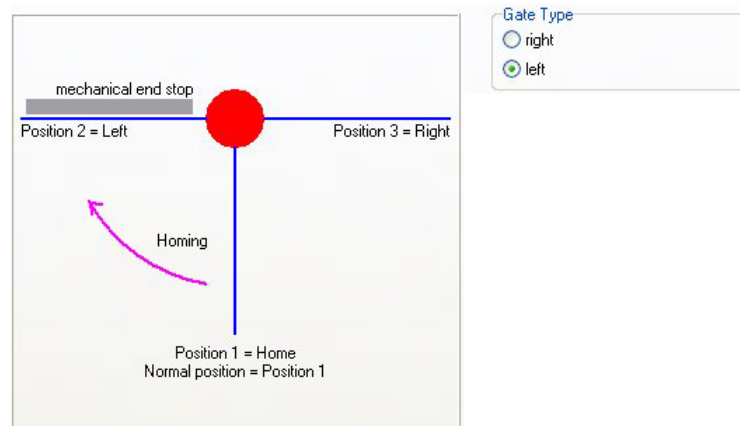 Gate Type
right
left
mechanical end stop
Position 2 = Left
Position 3 = Right
Homing
Position 1 = Home
Normal position = Position 1